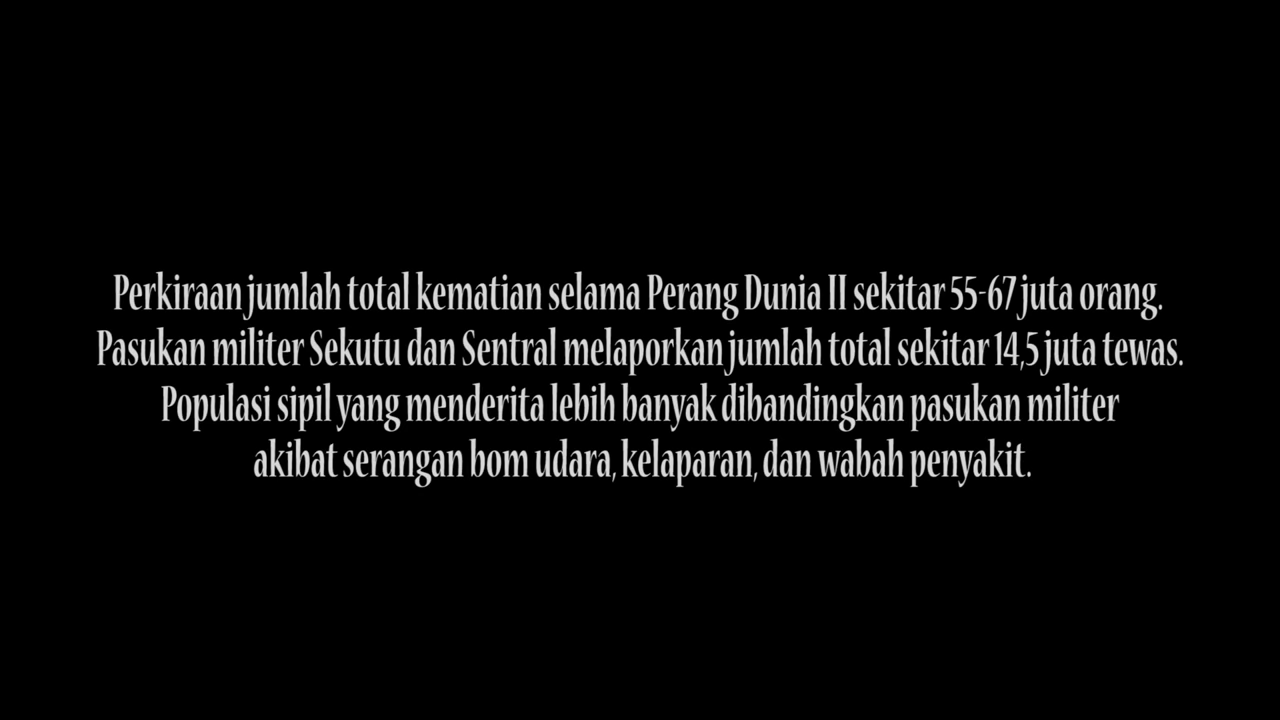 Perkiraan jumlah total kematian selama Perang Dunia II sekitar 55-67 juta orang.
Pasukan militer Sekutu dan Sentral melaporkan jumlah total sekitar 14,5 juta tewas.
Populasi sipil yang menderita lebih banyak dibandingkan pasukan militer
akibat serangan bom udara, kelaparan, dan wabah penyakit.